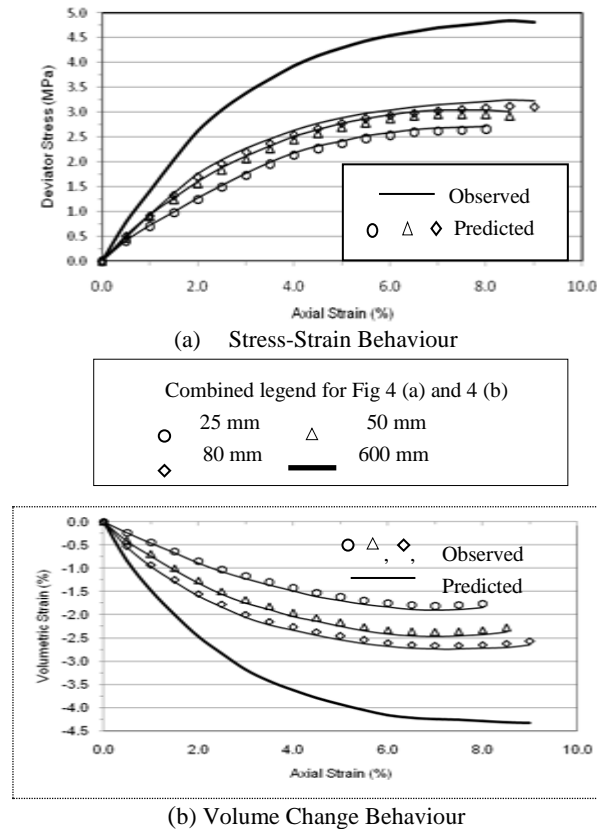 5.0
4.5
4.0
3.5
3.0
2.5
2.0
1.5
1.0
0.5
0.0
Deviator Stress (MPa)
Observed
Predicted
0.0 2.0 4.0 6.0 8.0 10.0
Axial Strain (%)
(a) Stress-Strain Behaviour
Combined legend for Fig 4 (a) and 4 (b)
25 mm 50 mm
80 mm 600 mm
0.0
-0.5
-1.0
-1.5
-2.0
-2.5
-3.0
-3.5
-4.0
-4.5
Volumetric Strain (%)
, , Observed
Predicted
0.0 2.0 4.0 6.0 8.0 10.0
Axial Strain (%)
(b) Volume Change Behaviour